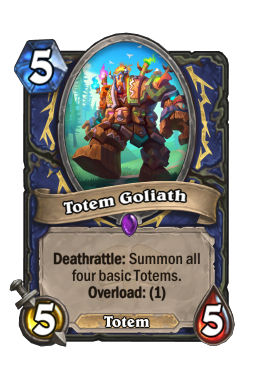 5
Totem Goliath
Deathrattle: Summon all
four basic Totems.
Overload: (1)
5
Totem
5